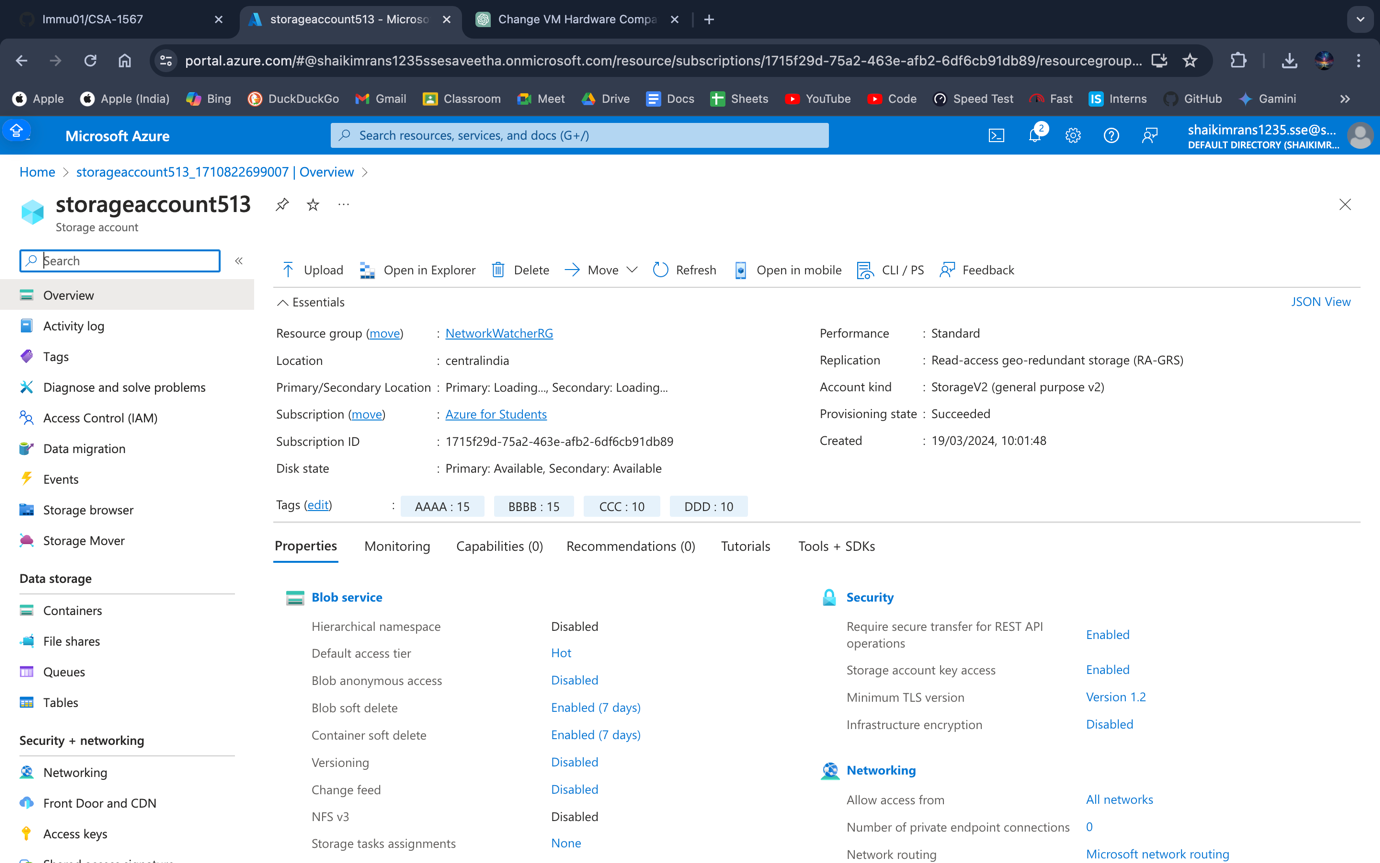 Immu01/CSA-1567
storageaccount513 - Microso
Change VM Hardware Compa
portal.azure.com/#@shaikimrans1235ssesaveetha.onmicrosoft.com/resource/subscriptions/1715f29d-75a2-463e-afb2-6df6cb91db89/resourcegroup...
Apple Apple (India) Bing DuckDuckGo Gmail Classroom Meet Drive Docs Sheets YouTube Code Speed Test Fast IS Interns GitHub Gamini »
Microsoft Azure
Search resources, services, and docs (G+/)
2
shaikimrans1235.sse@s...
DEFAULT DIRECTORY (SHAIKIMR...
Home > storageaccount513_1710822699007 | Overview >
storageaccount513 ...
Storage account
Search «
Overview
Activity log
Tags
Diagnose and solve problems
Access Control (IAM)
Data migration
Events
Storage browser
Storage Mover
Data storage
Containers
File shares
Queues
Tables
Security + networking
Networking
Front Door and CDN
Access keys
Shared access signature
Upload Open in Explorer Delete Move Refresh Open in mobile CLI / PS Feedback
Essentials
JSON View
Resource group (move) : NetworkWatcherRG
Location : centralindia
Primary/Secondary Location : Primary: Loading..., Secondary: Loading...
Subscription (move) : Azure for Students
Subscription ID : 1715f29d-75a2-463e-afb2-6df6cb91db89
Disk state : Primary: Available, Secondary: Available
Performance : Standard
Replication : Read-access geo-redundant storage (RA-GRS)
Account kind : StorageV2 (general purpose v2)
Provisioning state : Succeeded
Created : 19/03/2024, 10:01:48
Tags (edit) : AAAA : 15 BBBB : 15 CCC : 10 DDD : 10
Properties Monitoring Capabilities (0) Recommendations (0) Tutorials Tools + SDKs
Blob service
Hierarchical namespace Disabled
Default access tier Hot
Blob anonymous access Disabled
Blob soft delete Enabled (7 days)
Container soft delete Enabled (7 days)
Versioning Disabled
Change feed Disabled
NFS v3 Disabled
Storage tasks assignments None
Security
Require secure transfer for REST API operations Enabled
Storage account key access Enabled
Minimum TLS version Version 1.2
Infrastructure encryption Disabled
Networking
Allow access from All networks
Number of private endpoint connections 0
Network routing Microsoft network routing